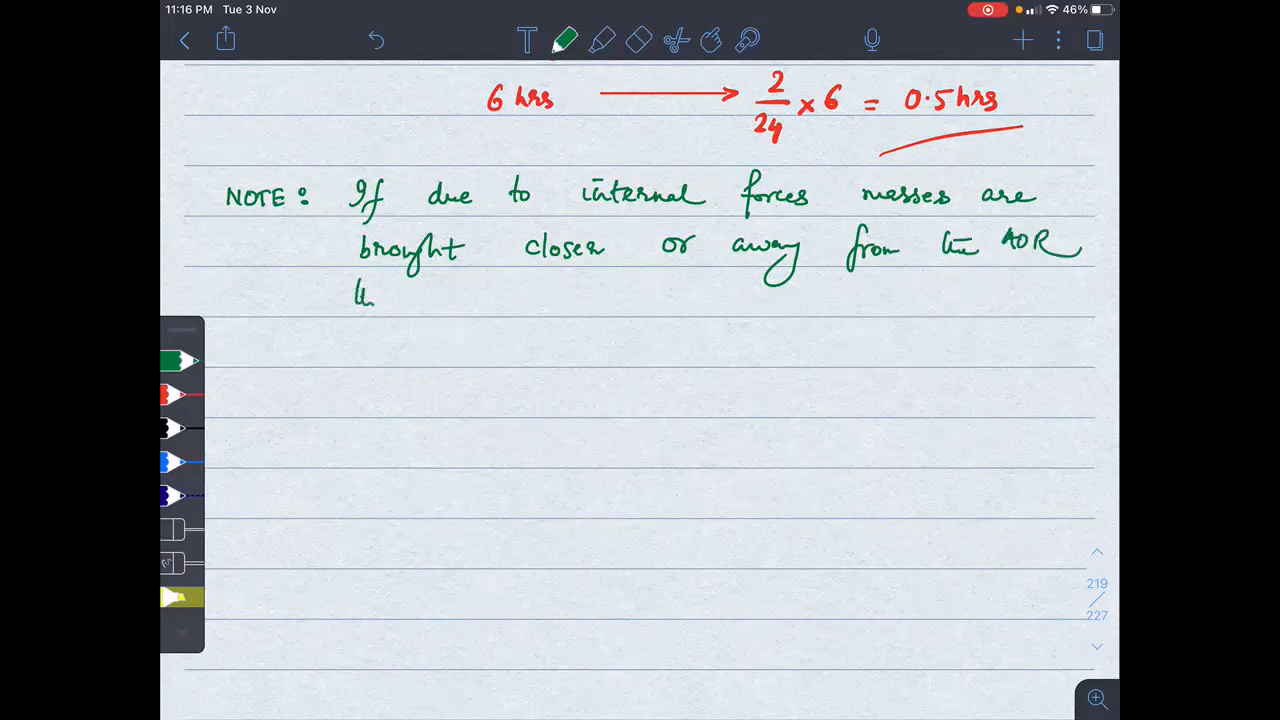 11:16 PM Tue 3 Nov
46%
6 hrs → 2/24 × 6 = 0.5 hrs
NOTE: If due to internal forces masses are
brought closer or away from the AOR
219
227